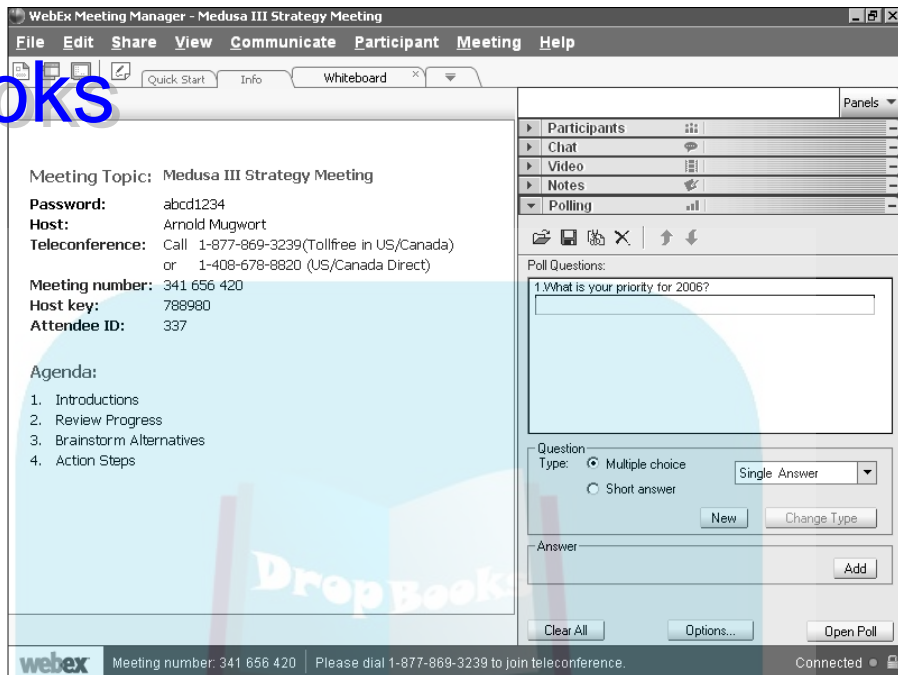 WebEx Meeting Manager - Medusa III Strategy Meeting
File Edit Share View Communicate Participant Meeting Help
Quick Start Info Whiteboard
oks
Panels
Participants
Chat
Video
Notes
Polling
Meeting Topic: Medusa III Strategy Meeting
Password: abcd1234
Host: Arnold Mugwort
Teleconference: Call 1-877-869-3239(Tollfree in US/Canada)
or 1-408-678-8820 (US/Canada Direct)
Meeting number: 341 656 420
Host key: 788980
Attendee ID: 337
Agenda:
1. Introductions
2. Review Progress
3. Brainstorm Alternatives
4. Action Steps
DropBooks
Poll Questions:
1.What is your priority for 2006?
Question
Type: Multiple choice
Single Answer
Short answer
New Change Type
Answer
Add
Clear All Options... Open Poll
webex Meeting number: 341 656 420 Please dial 1-877-869-3239 to join teleconference. Connected